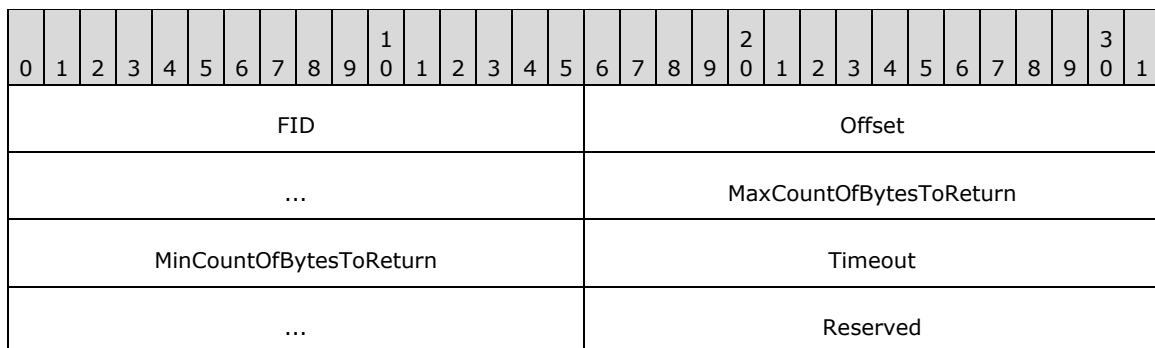 1 2 3
0 1 2 3 4 5 6 7 8 9 0 1 2 3 4 5 6 7 8 9 0 1 2 3 4 5 6 7 8 9 0 1
FID Offset
... MaxCountOfBytesToReturn
MinCountOfBytesToReturn Timeout
... Reserved